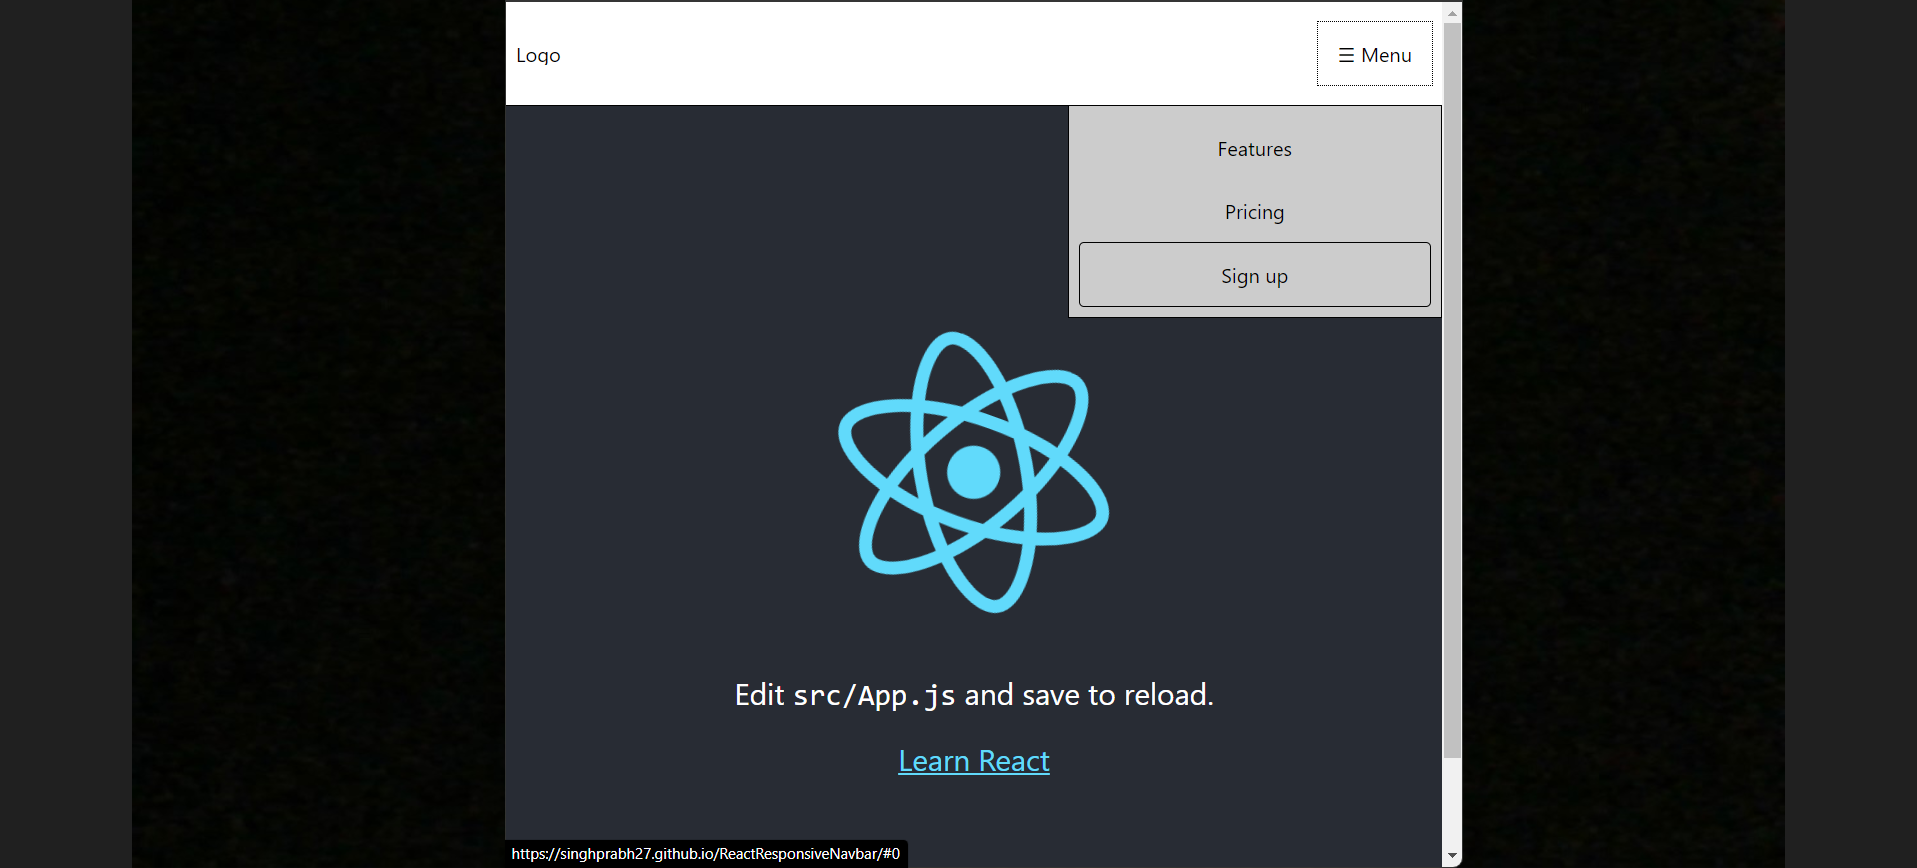 Logo
☰ Menu
Features
Pricing
Sign up
Edit src/App.js and save to reload.
Learn React
https://singhprabh27.github.io/ReactResponsiveNavbar/#0